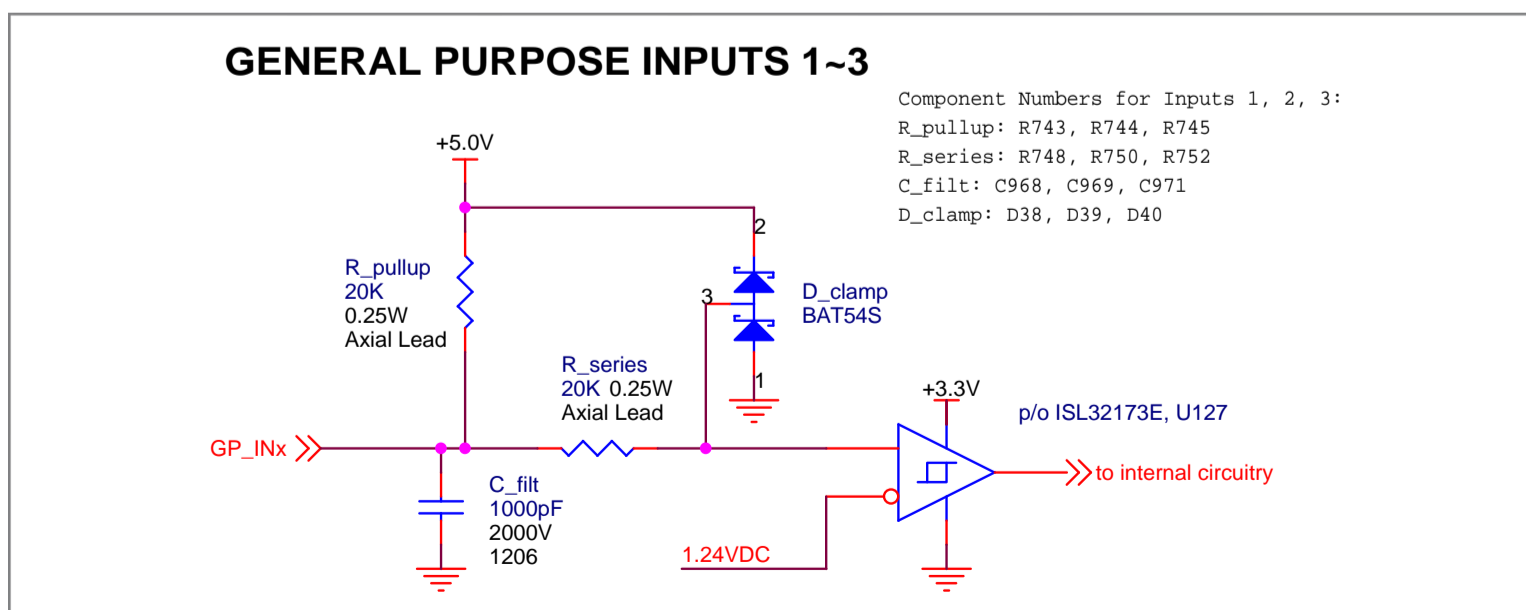 GENERAL PURPOSE INPUTS 1~3
Component Numbers for Inputs 1, 2, 3:
R_pullup: R743, R744, R745
R_series: R748, R750, R752
C_filt: C968, C969, C971
D_clamp: D38, D39, D40
+5.0V
2
R_pullup
20K
0.25W
Axial Lead
3
D_clamp
BAT54S
R_series
20K 0.25W
Axial Lead
1
+3.3V
p/o ISL32173E, U127
GP_INx
to internal circuitry
C_filt
1000pF
2000V
1206
1.24VDC